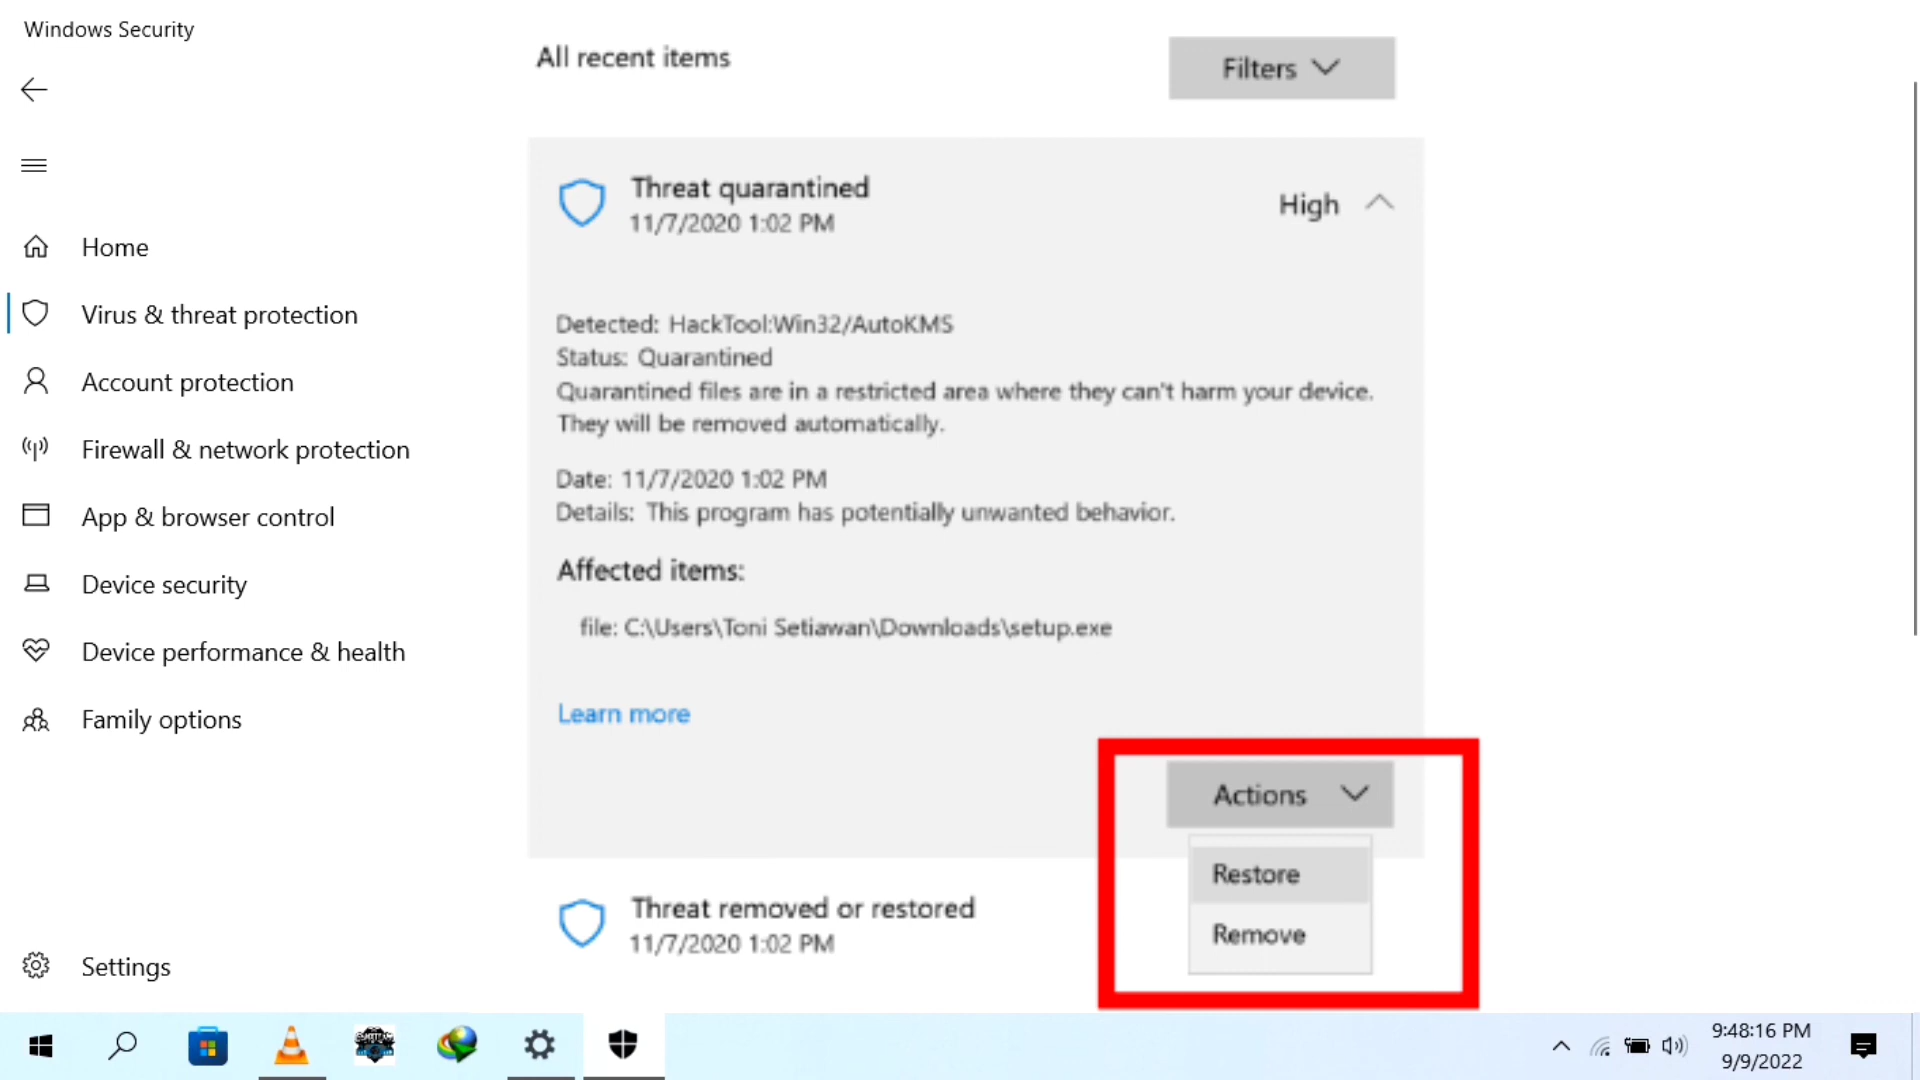 Windows Security
Home
Virus & threat protection
Account protection
Firewall & network protection
App & browser control
Device security
Device performance & health
Family options
Settings
All recent items
Filters
Threat quarantined
11/7/2020 1:02 PM
High
Detected: HackTool:Win32/AutoKMS
Status: Quarantined
Quarantined files are in a restricted area where they can't harm your device.
They will be removed automatically.
Date: 11/7/2020 1:02 PM
Details: This program has potentially unwanted behavior.
Affected items:
file: C:\Users\Toni Setiawan\Downloads\setup.exe
Learn more
Actions
Restore
Remove
Threat removed or restored
11/7/2020 1:02 PM
9:48:16 PM
9/9/2022